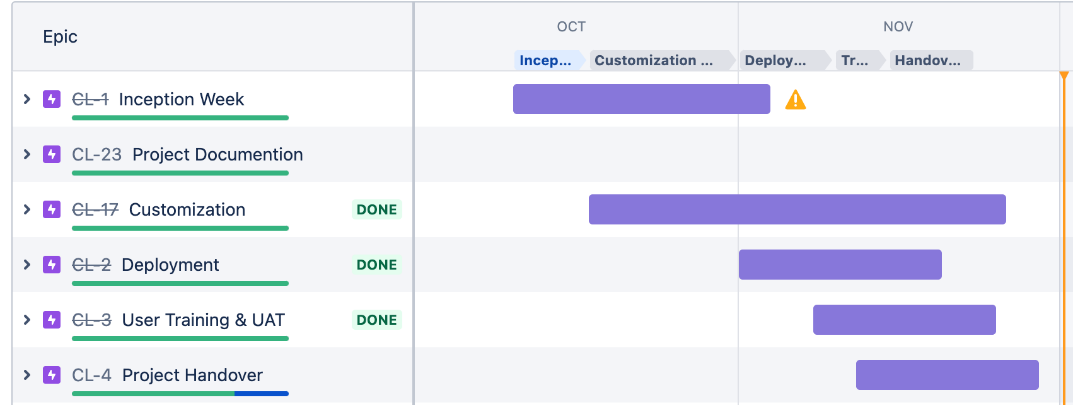 Epic
OCT
NOV
Incep...
Customization ...
Deploy...
Tr...
Handov...
CL-1 Inception Week
CL-23 Project Documention
CL-17 Customization DONE
CL-2 Deployment DONE
CL-3 User Training & UAT DONE
CL-4 Project Handover